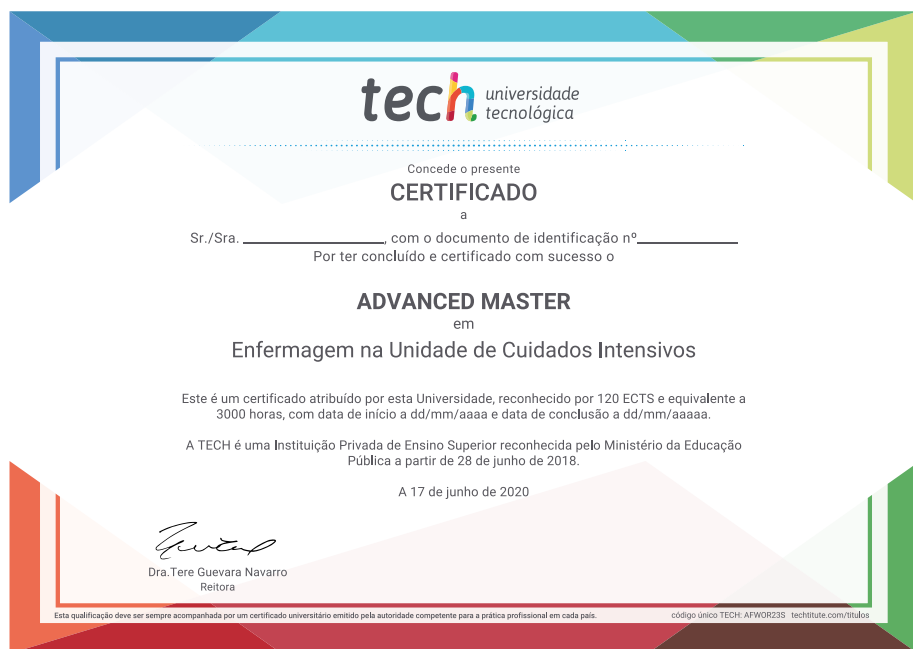 tech universidade
tecnológica
Concede o presente
CERTIFICADO
a
Sr./Sra. ________________, com o documento de identificação nº____________
Por ter concluído e certificado com sucesso o
ADVANCED MASTER
em
Enfermagem na Unidade de Cuidados Intensivos
Este é um certificado atribuído por esta Universidade, reconhecido por 120 ECTS e equivalente a
3000 horas, com data de início a dd/mm/aaaa e data de conclusão a dd/mm/aaaaa.
A TECH é uma Instituição Privada de Ensino Superior reconhecida pelo Ministério da Educação
Pública a partir de 28 de junho de 2018.
A 17 de junho de 2020
Dra.Tere Guevara Navarro
Reitora
Esta qualificação deve ser sempre acompanhada por um certificado universitário emitido pela autoridade competente para a prática profissional em cada país.
código único TECH: AFWOR23S techtitute.com/títulos